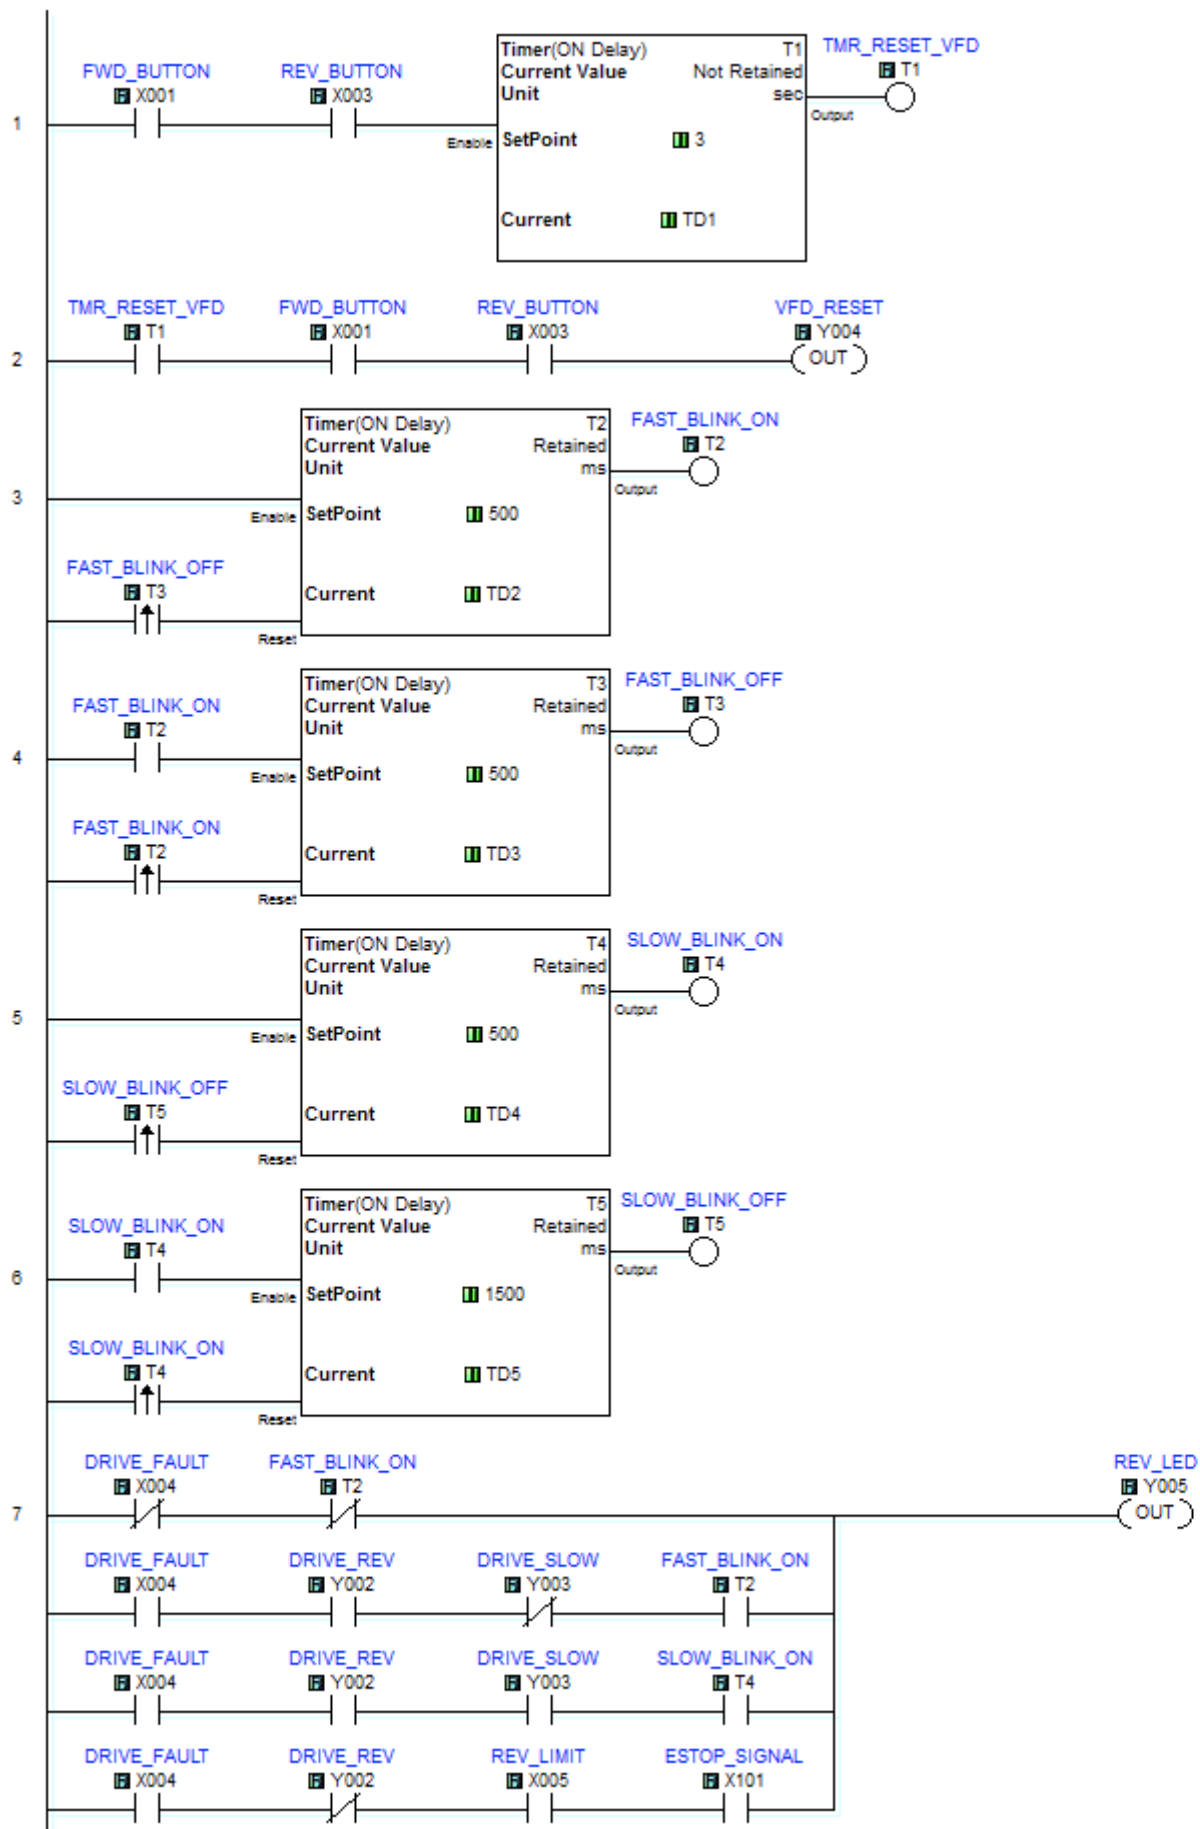 1
FWD_BUTTON
X001
REV_BUTTON
X003
Timer(ON Delay) T1
Current Value Not Retained
Unit sec
Enable
SetPoint 3
Current TD1
Output
TMR_RESET_VFD
T1
2
TMR_RESET_VFD FWD_BUTTON REV_BUTTON VFD_RESET
T1 X001 X003 Y004
OUT
3
Timer(ON Delay) T2
Current Value Retained
Unit ms
Enable
SetPoint 500
FAST_BLINK_OFF
T3
Current TD2
Reset
Output
FAST_BLINK_ON
T2
4
FAST_BLINK_ON
T2
Timer(ON Delay) T3
Current Value Retained
Unit ms
Enable
SetPoint 500
FAST_BLINK_ON
T2
Current TD3
Reset
Output
FAST_BLINK_OFF
T3
5
Timer(ON Delay) T4
Current Value Retained
Unit ms
Enable
SetPoint 500
SLOW_BLINK_OFF
T5
Current TD4
Reset
Output
SLOW_BLINK_ON
T4
6
SLOW_BLINK_ON
T4
Timer(ON Delay) T5
Current Value Retained
Unit ms
Enable
SetPoint 1500
SLOW_BLINK_ON
T4
Current TD5
Reset
Output
SLOW_BLINK_OFF
T5
7
DRIVE_FAULT FAST_BLINK_ON REV_LED
X004 T2 Y005
OUT
DRIVE_FAULT DRIVE_REV DRIVE_SLOW FAST_BLINK_ON
X004 Y002 Y003 T2
DRIVE_FAULT DRIVE_REV DRIVE_SLOW SLOW_BLINK_ON
X004 Y002 Y003 T4
DRIVE_FAULT DRIVE_REV REV_LIMIT ESTOP_SIGNAL
X004 Y002 X005 X101